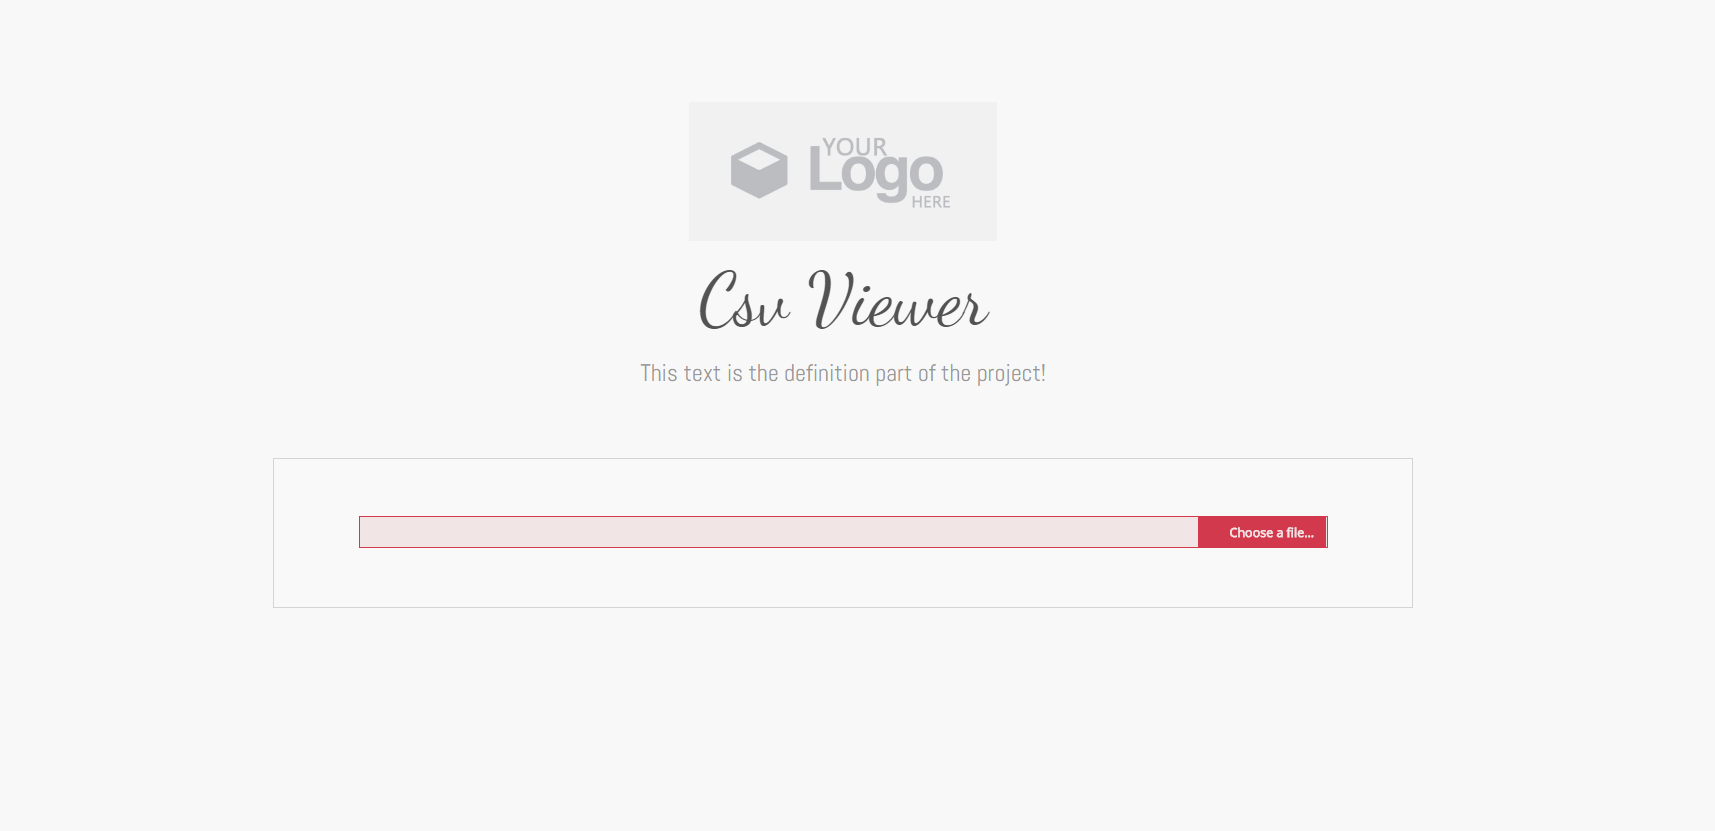 YOUR
Logo
HERE
Csv Viewer
This text is the definition part of the project!
Choose a file...